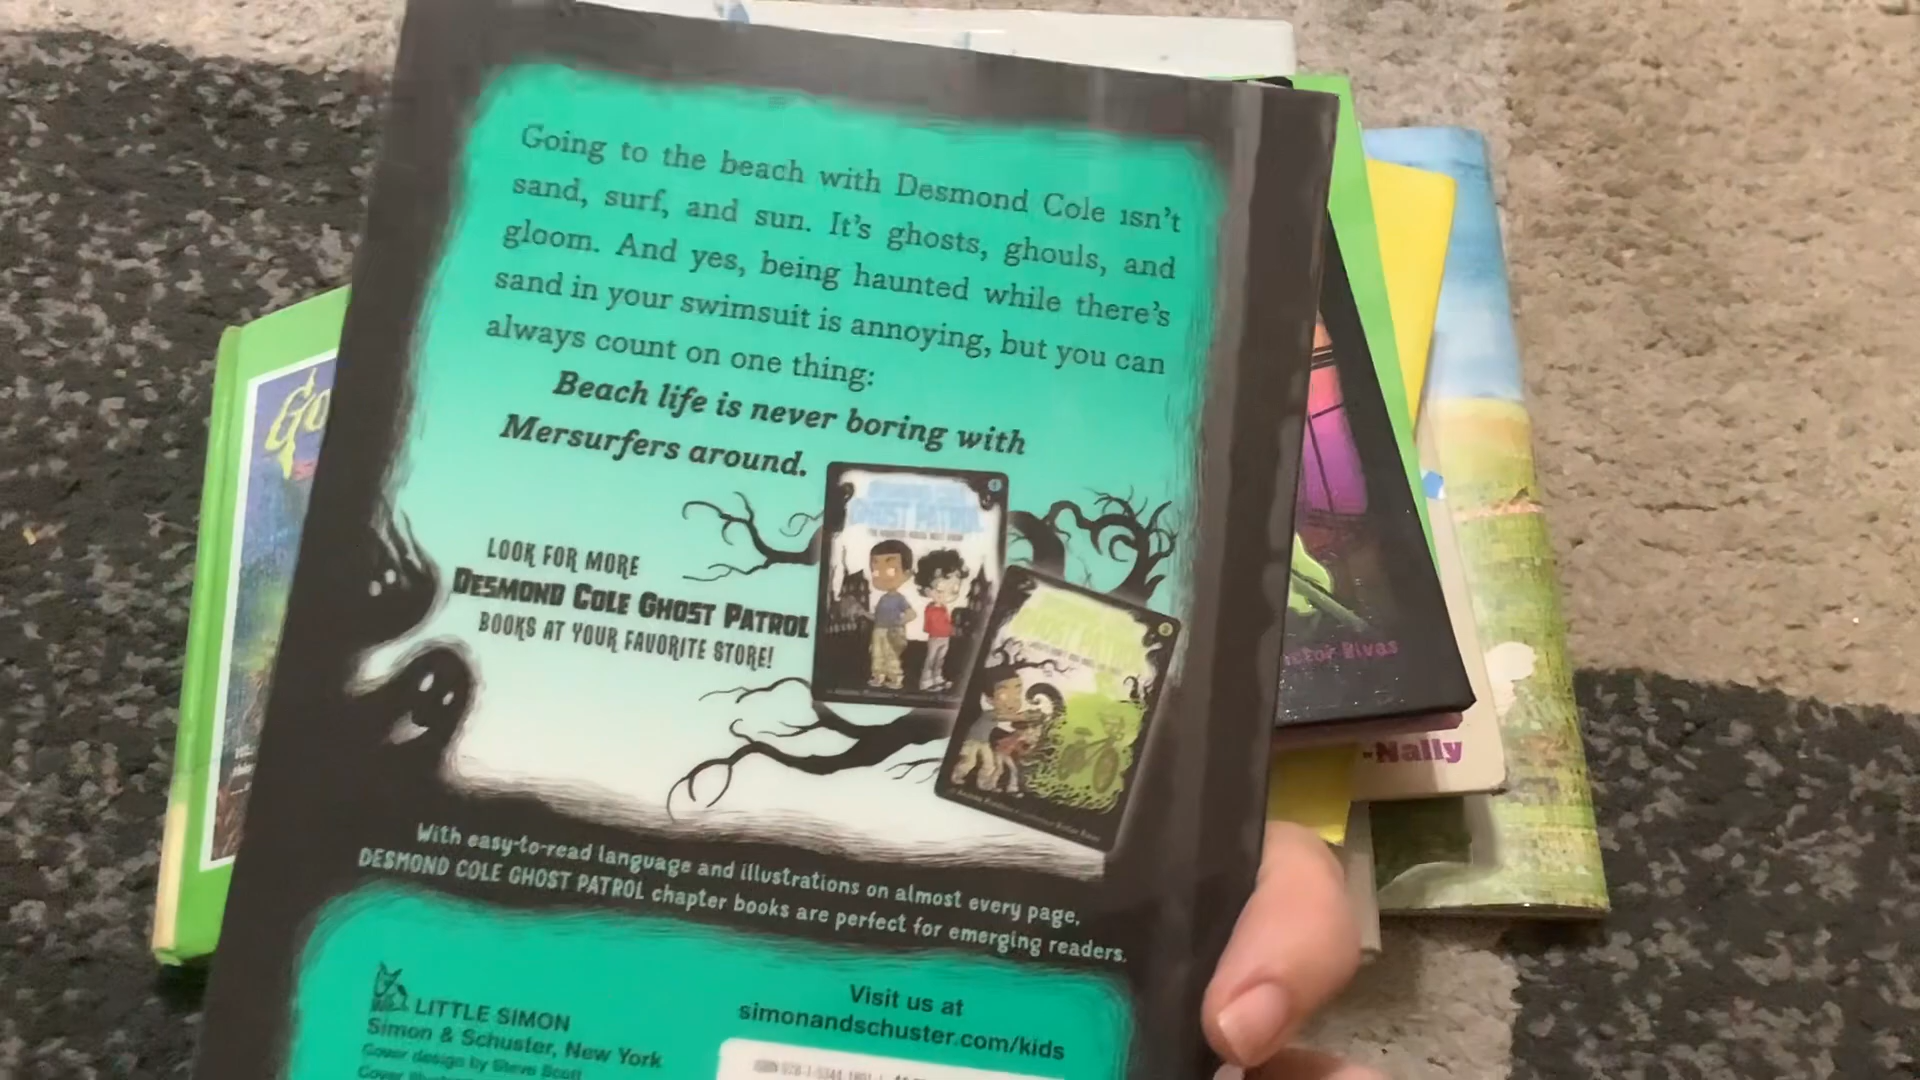 Going to the beach with Desmond Cole isn't
sand, surf, and sun. It's ghosts, ghouls, and
gloom. And yes, being haunted while there's
sand in your swimsuit is annoying, but you can
always count on one thing:
Beach life is never boring with
Mersurfers around.
LOOK FOR MORE
DESMOND COLE GHOST PATROL
BOOKS AT YOUR FAVORITE STORE!
GHOST PATROL
With easy-to-read language and illustrations on almost every page,
DESMOND COLE GHOST PATROL chapter books are perfect for emerging readers.
LITTLE SIMON
Simon & Schuster, New York
Cover design by Steve Scott
Visit us at
simonandschuster.com/kids
Go
Rivas
-Nally